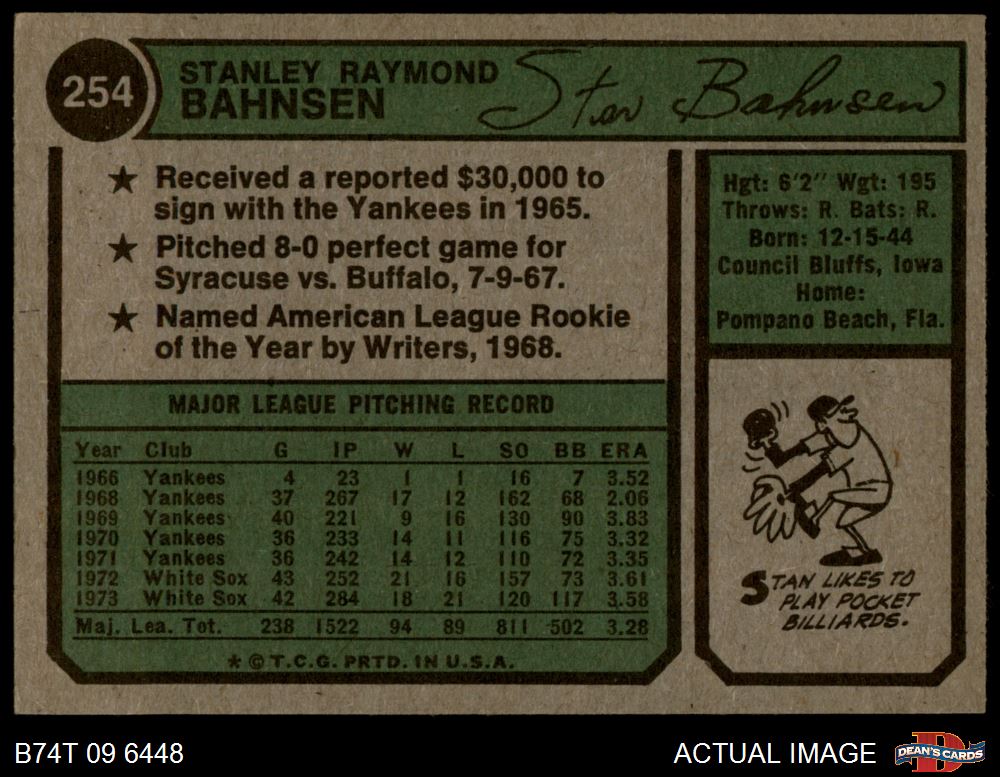 254
STANLEY RAYMOND
BAHNSEN
Stan Bahnsen
★ Received a reported $30,000 to
sign with the Yankees in 1965.
★ Pitched 8-0 perfect game for
Syracuse vs. Buffalo, 7-9-67.
★ Named American League Rookie
of the Year by Writers, 1968.
Hgt: 6'2" Wgt: 195
Throws: R. Bats: R.
Born: 12-15-44
Council Bluffs, Iowa
Home:
Pompano Beach, Fla.
MAJOR LEAGUE PITCHING RECORD
Year Club G IP W L SO BB ERA
1966 Yankees 4 23 1 1 16 7 3.52
1968 Yankees 37 267 17 12 162 68 2.06
1969 Yankees 40 221 9 16 130 90 3.83
1970 Yankees 36 233 14 11 116 75 3.32
1971 Yankees 36 242 14 12 110 72 3.35
1972 White Sox 43 252 21 16 157 73 3.61
1973 White Sox 42 284 18 21 120 117 3.58
Maj. Lea. Tot. 238 1522 94 89 811 502 3.28
★ © T.C.G. PRTD. IN U.S.A.
STAN LIKES TO
PLAY POCKET
BILLIARDS.
B74T 09 6448
ACTUAL IMAGE
D
DEAN'S CARDS